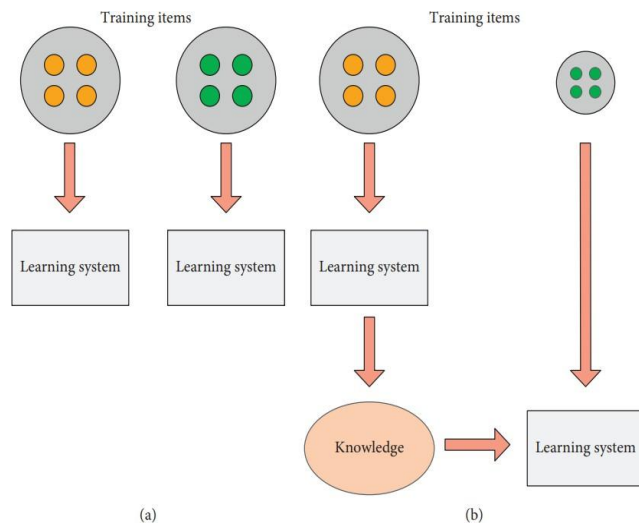 Training items
Training items
Learning system
Learning system
Learning system
Knowledge
Learning system
(a)
(b)